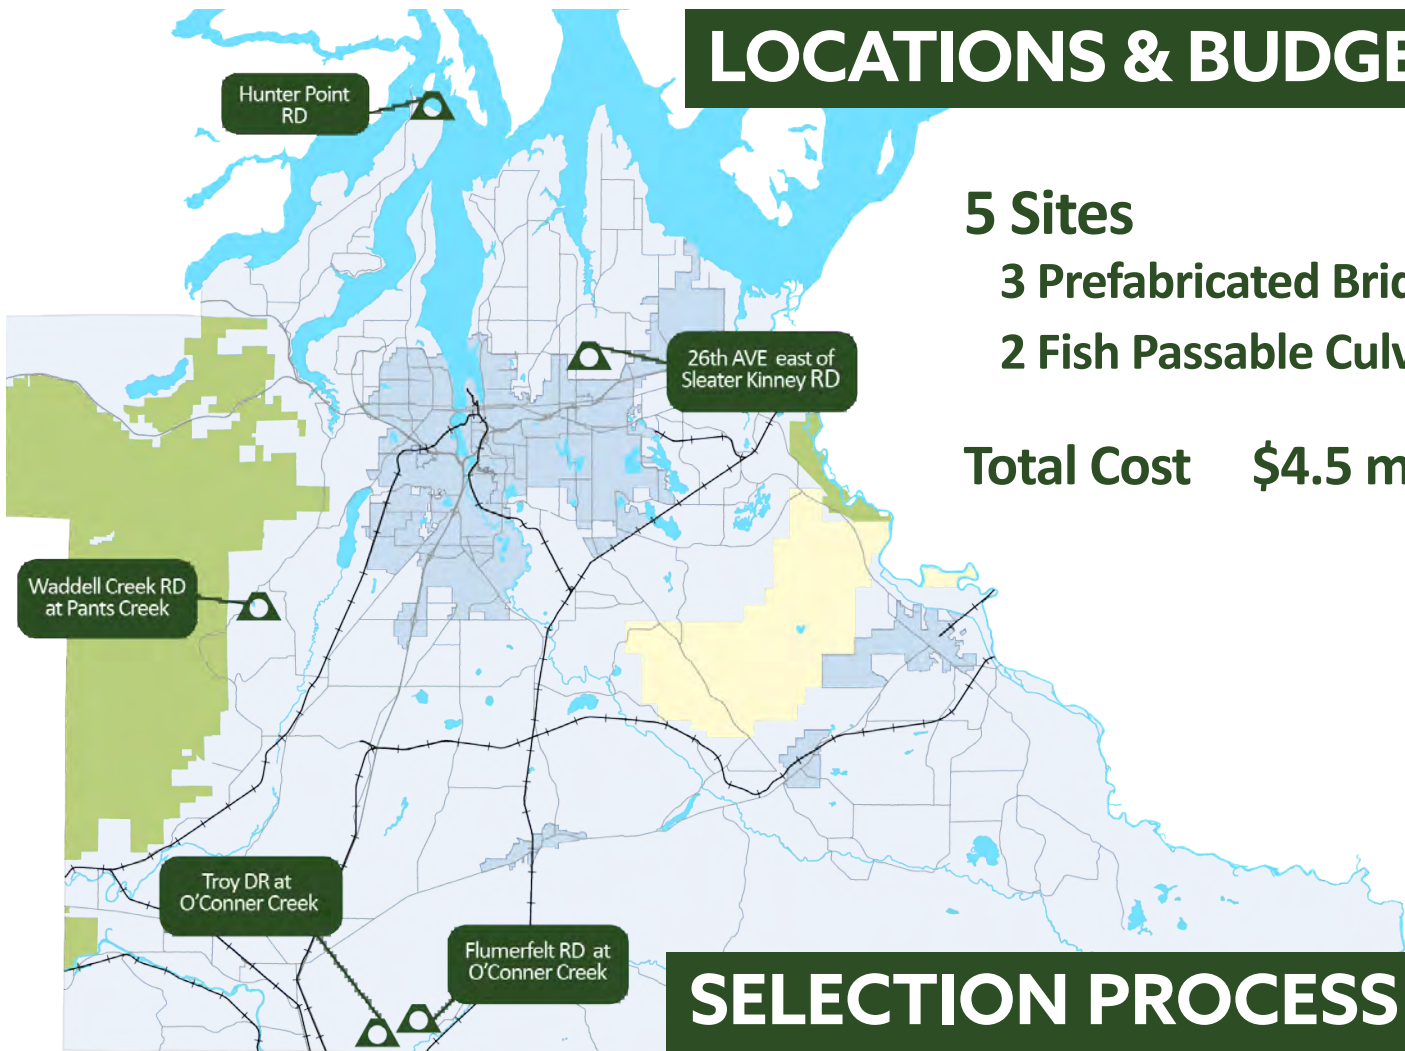 LOCATIONS & BUDGE
Hunter Point
RD
5 Sites
3 Prefabricated Brid
2 Fish Passable Culv
26th AVE east of
Sleater Kinney RD
Total Cost $4.5 m
Waddell Creek RD
at Pants Creek
Troy DR at
O'Conner Creek
Flumerfelt RD at
O'Conner Creek
SELECTION PROCESS